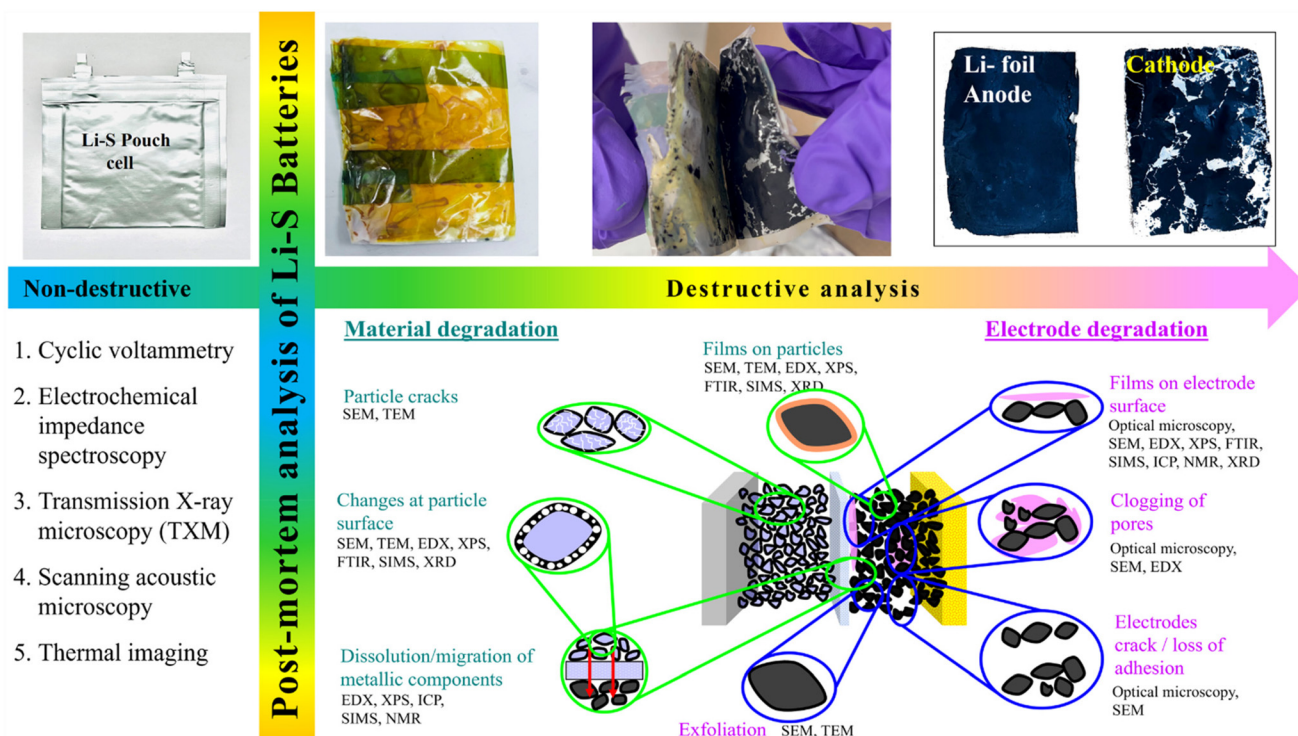 Li-S Pouch
cell
Li- foil
Anode
Cathode
Post-mortem analysis of Li-S Batteries
Non-destructive
Destructive analysis
1. Cyclic voltammetry
2. Electrochemical
impedance
spectroscopy
3. Transmission X-ray
microscopy (TXM)
4. Scanning acoustic
microscopy
5. Thermal imaging
Material degradation
Particle cracks
SEM, TEM
Changes at particle
surface
SEM, TEM, EDX, XPS,
FTIR, SIMS, XRD
Dissolution/migration of
metallic components
EDX, XPS, ICP,
SIMS, NMR
Films on particles
SEM, TEM, EDX, XPS,
FTIR, SIMS, XRD
Exfoliation SEM, TEM
Electrode degradation
Films on electrode
surface
Optical microscopy,
SEM, EDX, XPS, FTIR,
SIMS, ICP, NMR, XRD
Clogging of
pores
Optical microscopy,
SEM, EDX
Electrodes
crack / loss of
adhesion
Optical microscopy,
SEM